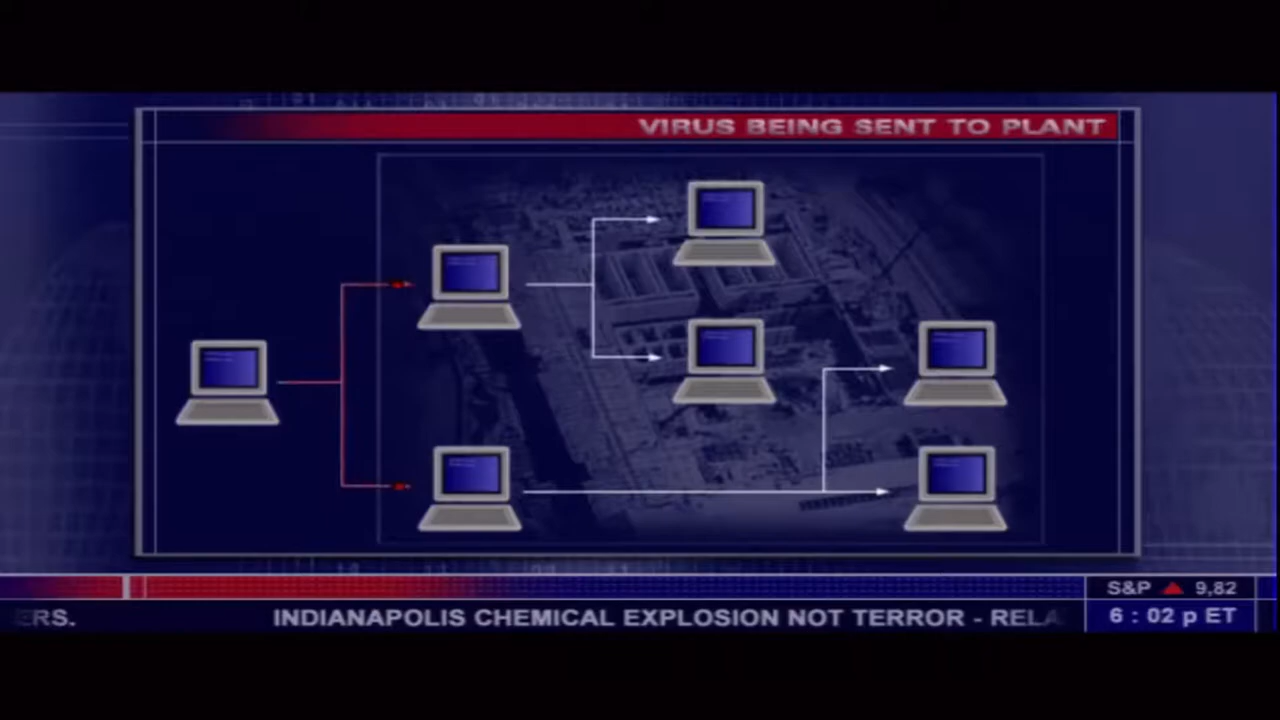 VIRUS BEING SENT TO PLANT
S&P ▲ 9,82
ERS. INDIANAPOLIS CHEMICAL EXPLOSION NOT TERROR - RELA
6 : 02 p ET